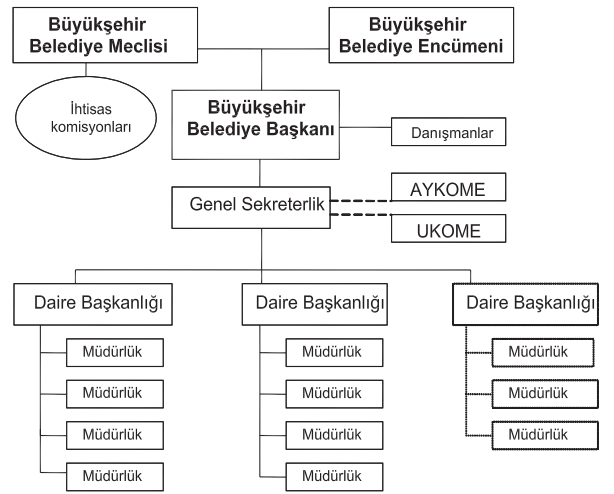 Büyükşehir
Belediye Meclisi
Büyükşehir
Belediye Encümeni
İhtisas
komisyonları
Büyükşehir
Belediye Başkanı
Danışmanlar
Genel Sekreterlik
AYKOME
UKOME
Daire Başkanlığı
Müdürlük
Müdürlük
Müdürlük
Müdürlük
Daire Başkanlığı
Müdürlük
Müdürlük
Müdürlük
Müdürlük
Daire Başkanlığı
Müdürlük
Müdürlük
Müdürlük